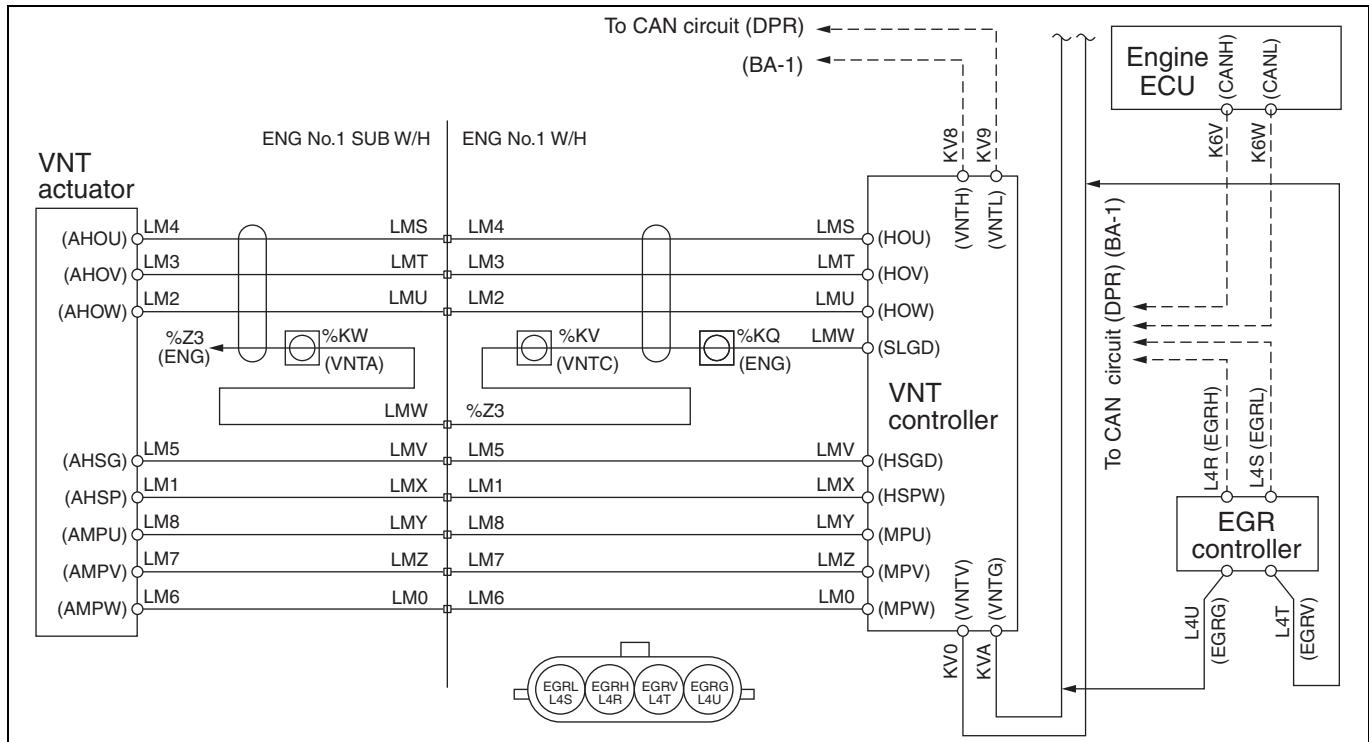 To CAN circuit (DPR)
(BA-1)
Engine
ECU
(CANH)
(CANL)
K6V
K6W
ENG No.1 SUB W/H
ENG No.1 W/H
KV8
KV9
(VNTH)
(VNTL)
VNT
actuator
(AHOU) LM4 LMS LM4 LMS (HOU)
(AHOV) LM3 LMT LM3 LMT (HOV)
(AHOW) LM2 LMU LM2 LMU (HOW)
%Z3
(ENG)
%KW
(VNTA)
%KV
(VNTC)
%KQ
(ENG)
LMW (SLGD)
LMW %Z3
VNT
controller
(AHSG) LM5 LMV LM5 LMV (HSGD)
(AHSP) LM1 LMX LM1 LMX (HSPW)
(AMPU) LM8 LMY LM8 LMY (MPU)
(AMPV) LM7 LMZ LM7 LMZ (MPV)
(AMPW) LM6 LM0 LM6 LM0 (MPW)
(VNTV)
(VNTG)
KV0
KVA
To CAN circuit (DPR) (BA-1)
L4R (EGRH)
L4S (EGRL)
EGR
controller
L4U
(EGRG)
L4T
(EGRV)
EGRL
L4S
EGRH
L4R
EGRV
L4T
EGRG
L4U